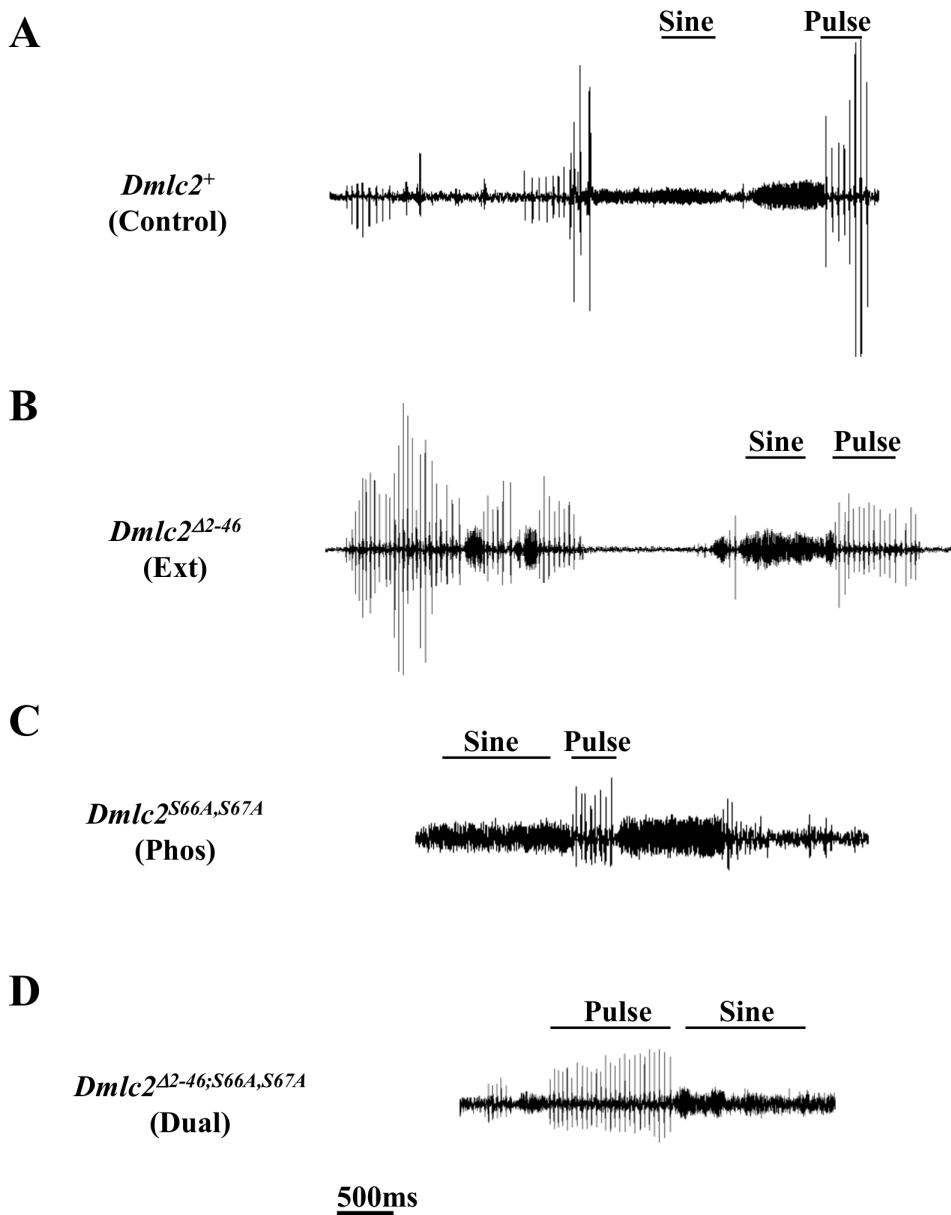 A
Sine Pulse
Dmlc2+
(Control)
B
Sine Pulse
Dmlc2Δ2-46
(Ext)
C
Sine Pulse
Dmlc2S66A,S67A
(Phos)
D
Pulse Sine
Dmlc2Δ2-46;S66A,S67A
(Dual)
500ms